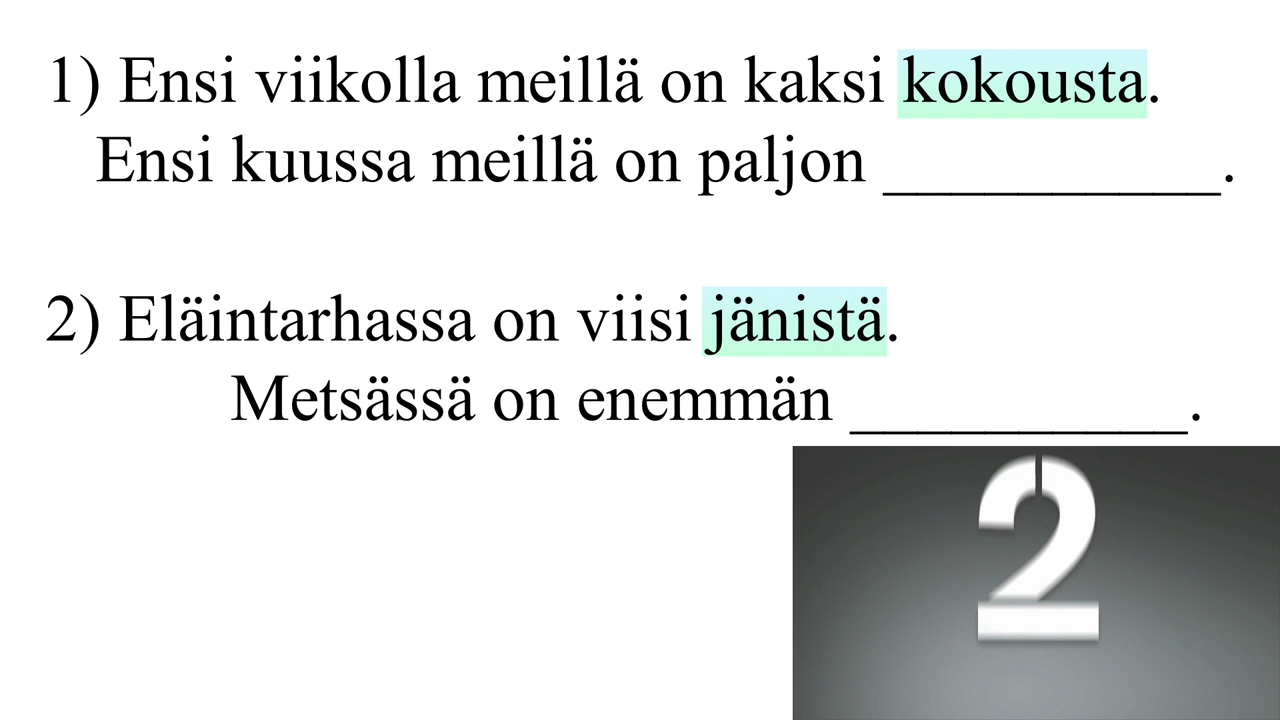 1) Ensi viikolla meillä on kaksi kokousta.
Ensi kuussa meillä on paljon __________.
2) Eläintarhassa on viisi jänistä.
Metsässä on enemmän __________.
2